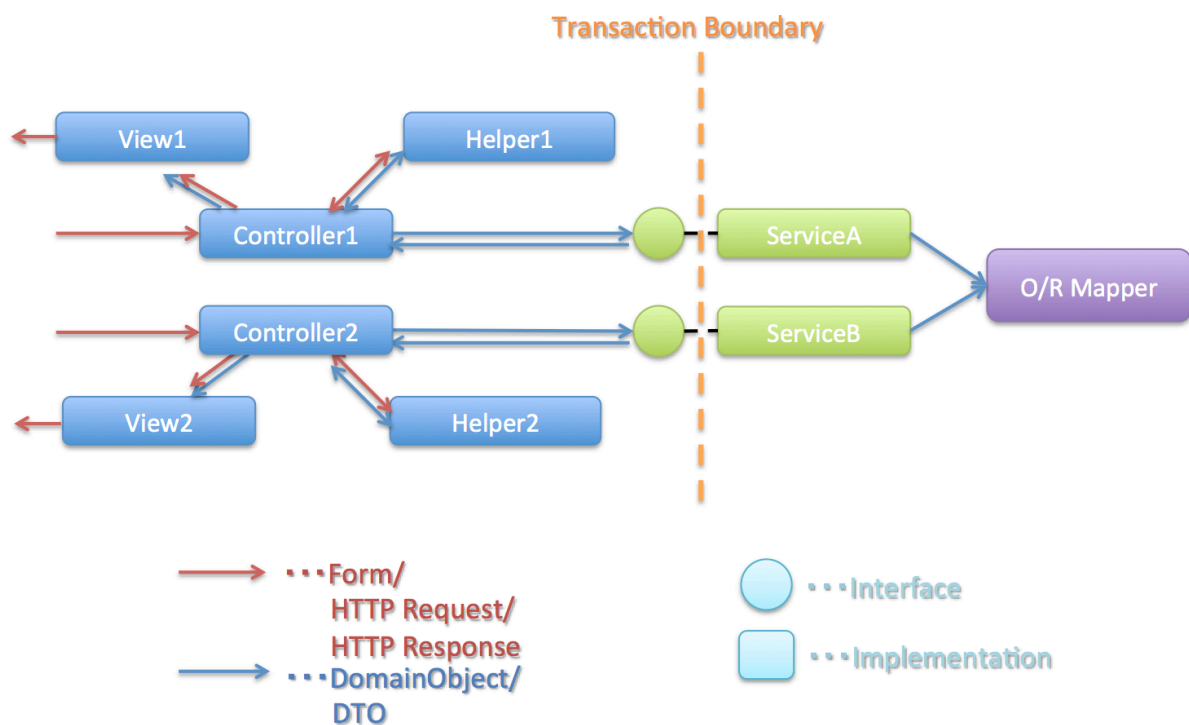 Transaction Boundary
View1
Helper1
Controller1
ServiceA
O/R Mapper
Controller2
ServiceB
View2
Helper2
･･･Form/
HTTP Request/
HTTP Response
･･･DomainObject/
DTO
･･･Interface
･･･Implementation